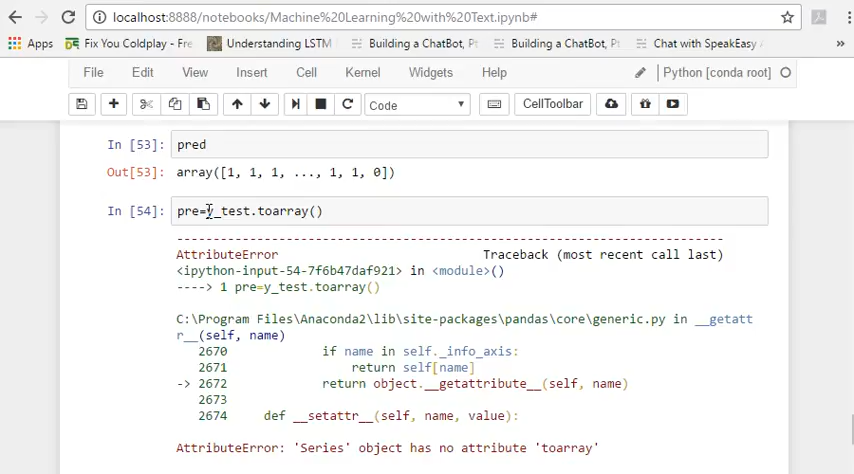 localhost:8888/notebooks/Machine%20Learning%20with%20Text.ipynb#
Apps Fix You Coldplay - Fre Understanding LSTM Building a ChatBot, Pt Building a ChatBot, Pt Chat with SpeakEasy »
File Edit View Insert Cell Kernel Widgets Help Python [conda root]
Code CellToolbar
In [53]: pred
Out[53]: array([1, 1, 1, ..., 1, 1, 0])
In [54]: pre=y_test.toarray()
---------------------------------------------------------------------------
AttributeError Traceback (most recent call last)
<ipython-input-54-7f6b47daf921> in <module>()
----> 1 pre=y_test.toarray()
C:\Program Files\Anaconda2\lib\site-packages\pandas\core\generic.py in __getatt
r__(self, name)
2670 if name in self._info_axis:
2671 return self[name]
-> 2672 return object.__getattribute__(self, name)
2673
2674 def __setattr__(self, name, value):
AttributeError: 'Series' object has no attribute 'toarray'